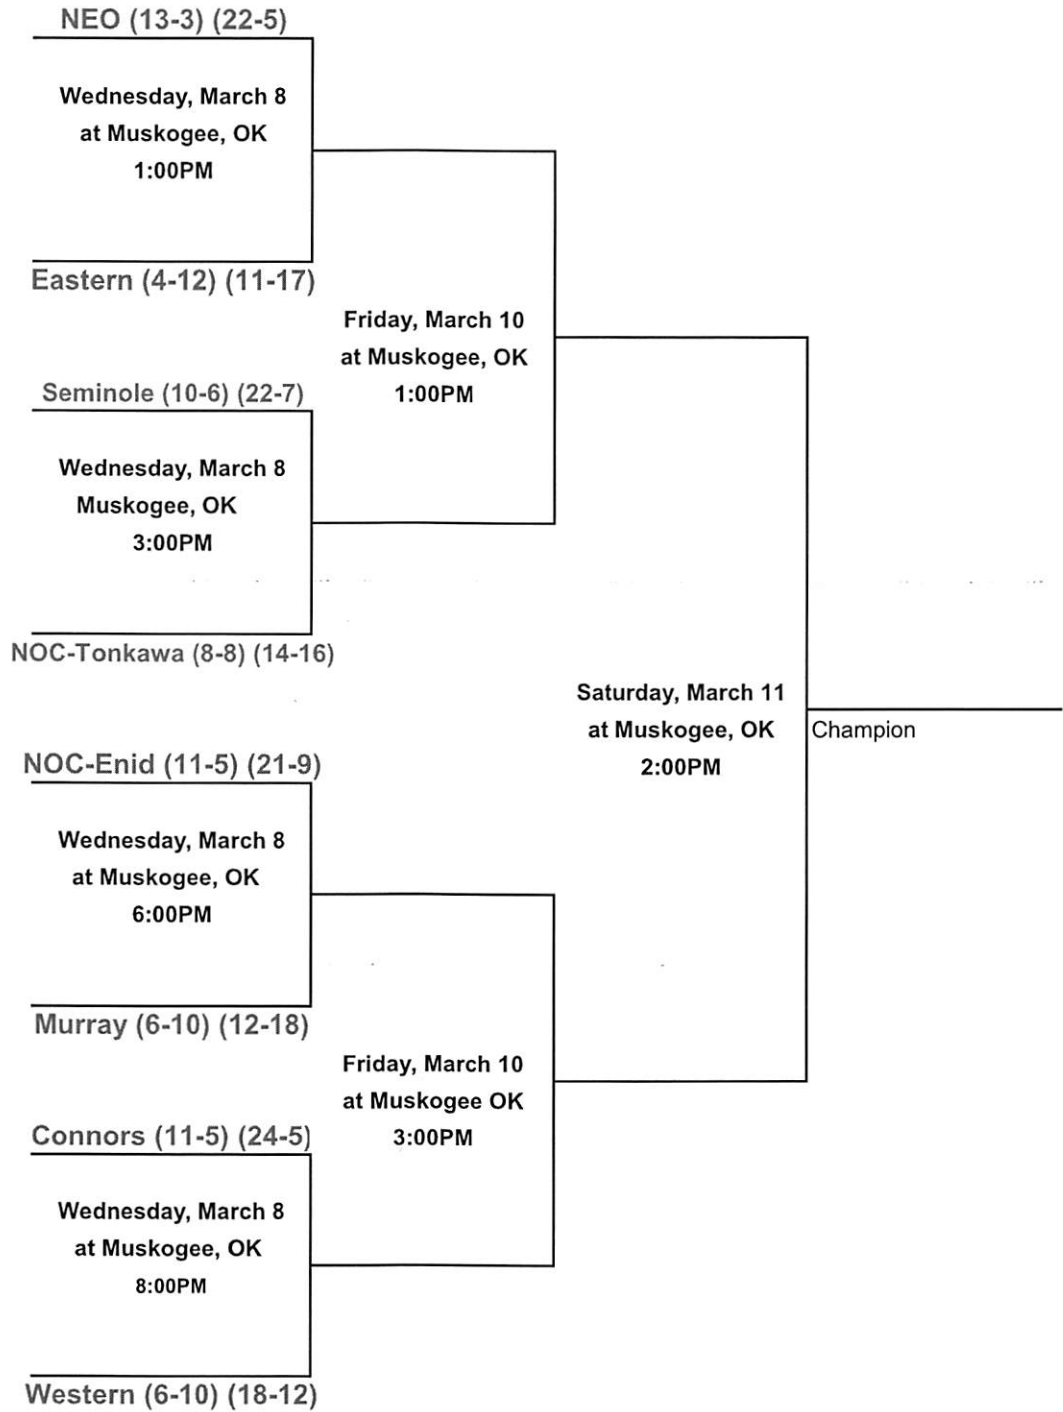 NEO (13-3) (22-5)
Wednesday, March 8
at Muskogee, OK
1:00PM
Eastern (4-12) (11-17)
Friday, March 10
at Muskogee, OK
1:00PM
Seminole (10-6) (22-7)
Wednesday, March 8
Muskogee, OK
3:00PM
NOC-Tonkawa (8-8) (14-16)
Saturday, March 11
at Muskogee, OK
2:00PM
Champion
NOC-Enid (11-5) (21-9)
Wednesday, March 8
at Muskogee, OK
6:00PM
Murray (6-10) (12-18)
Friday, March 10
at Muskogee OK
3:00PM
Connors (11-5) (24-5)
Wednesday, March 8
at Muskogee, OK
8:00PM
Western (6-10) (18-12)